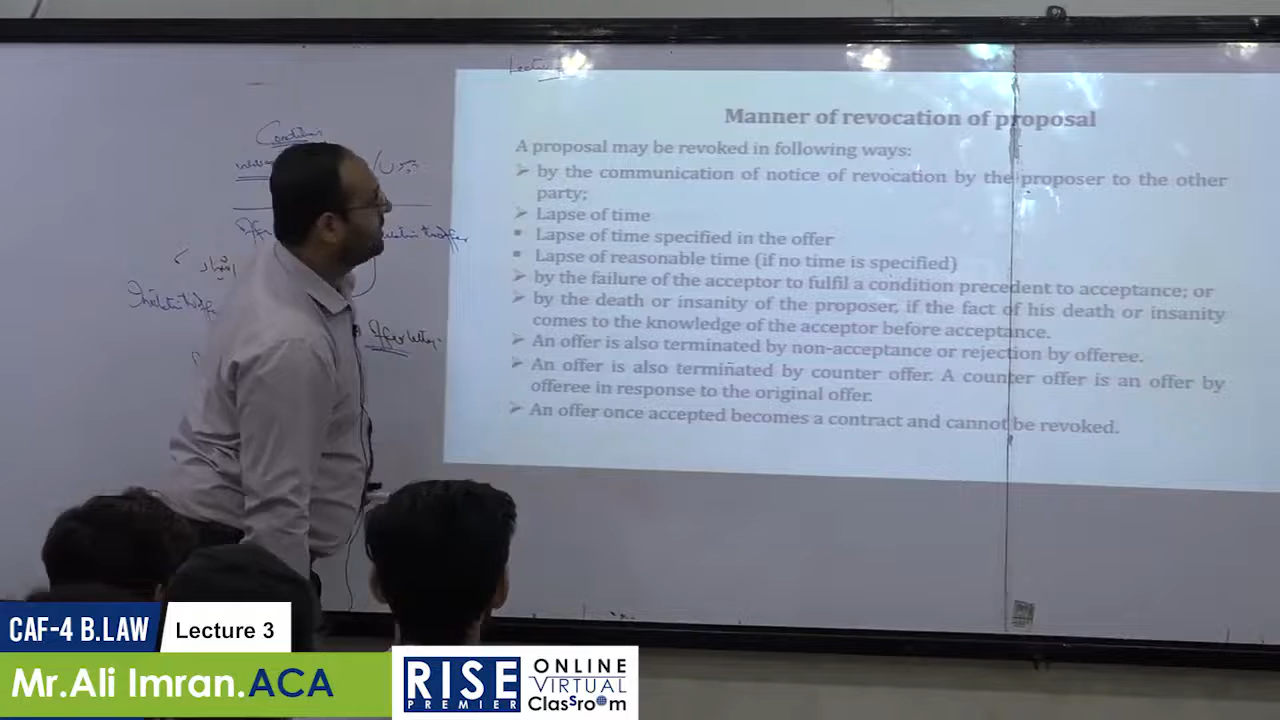 Lecture
Manner of revocation of proposal
A proposal may be revoked in following ways:
➢ by the communication of notice of revocation by the proposer to the other
party;
➢ Lapse of time
▪ Lapse of time specified in the offer
▪ Lapse of reasonable time (if no time is specified)
➢ by the failure of the acceptor to fulfil a condition precedent to acceptance; or
➢ by the death or insanity of the proposer, if the fact of his death or insanity
comes to the knowledge of the acceptor before acceptance.
➢ An offer is also terminated by non-acceptance or rejection by offeree.
➢ An offer is also terminated by counter offer. A counter offer is an offer by
offeree in response to the original offer.
➢ An offer once accepted becomes a contract and cannot be revoked.
Offer letter
CAF-4 B.LAW
Lecture 3
Mr.Ali Imran.ACA
RISE
PREMIER
ONLINE
VIRTUAL
Classroom